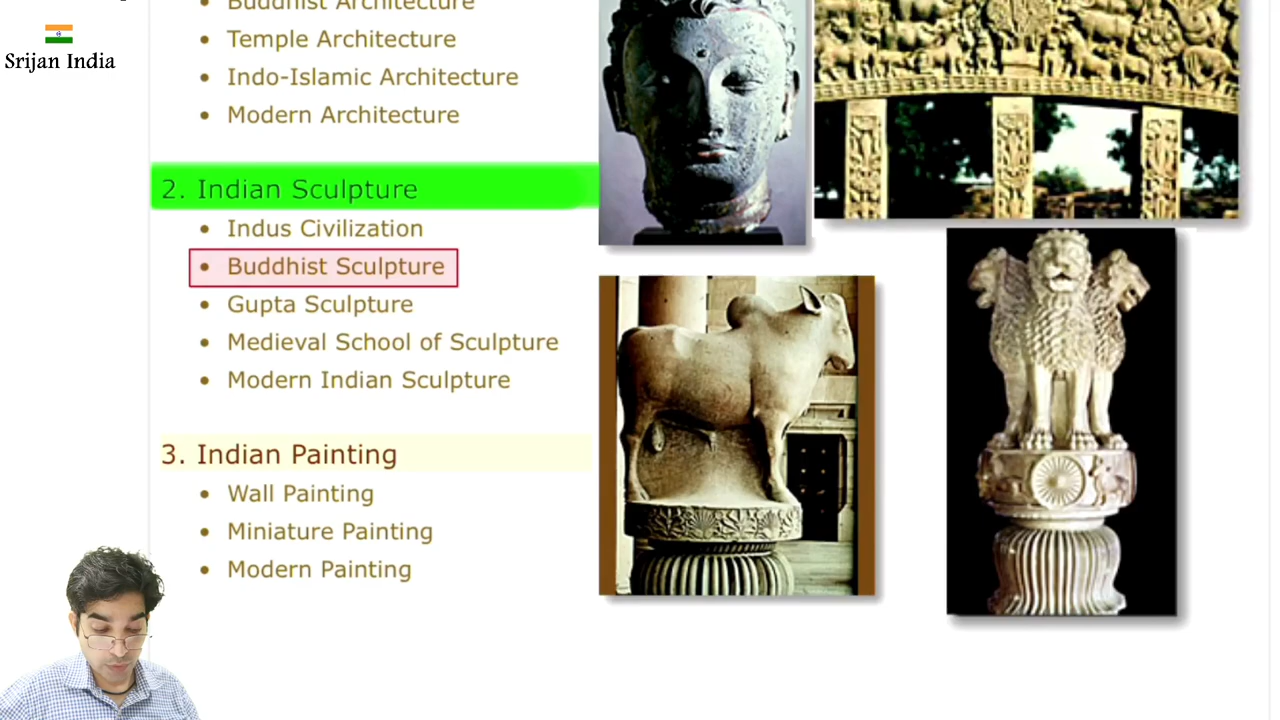 Buddhist Architecture
Srijan India
• Temple Architecture
• Indo-Islamic Architecture
• Modern Architecture
2. Indian Sculpture
• Indus Civilization
• Buddhist Sculpture
• Gupta Sculpture
• Medieval School of Sculpture
• Modern Indian Sculpture
3. Indian Painting
• Wall Painting
• Miniature Painting
• Modern Painting